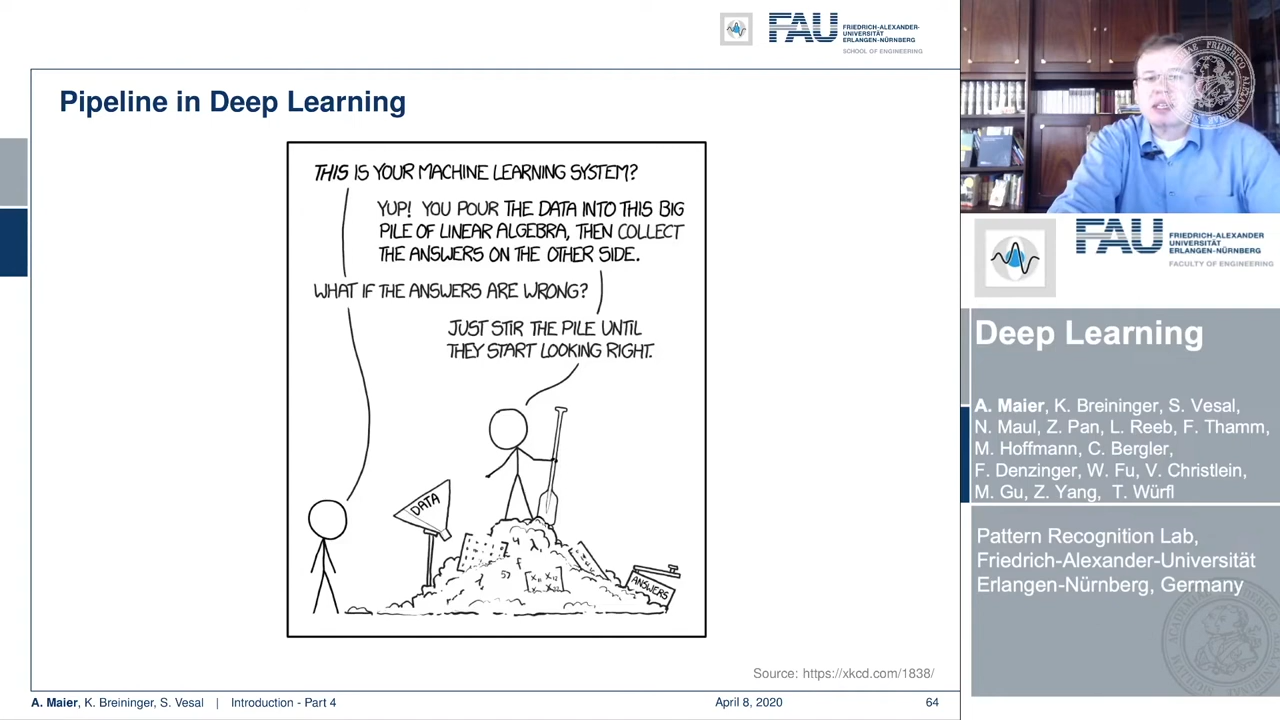 FAU
FRIEDRICH-ALEXANDER-
UNIVERSITÄT
ERLANGEN-NÜRNBERG
SCHOOL OF ENGINEERING
Pipeline in Deep Learning
THIS IS YOUR MACHINE LEARNING SYSTEM?
YUP! YOU POUR THE DATA INTO THIS BIG
PILE OF LINEAR ALGEBRA, THEN COLLECT
THE ANSWERS ON THE OTHER SIDE.
WHAT IF THE ANSWERS ARE WRONG?
JUST STIR THE PILE UNTIL
THEY START LOOKING RIGHT.
DATA
ANSWERS
Source: https://xkcd.com/1838/
A. Maier, K. Breininger, S. Vesal | Introduction - Part 4
April 8, 2020
64
FAU
FRIEDRICH-ALEXANDER
UNIVERSITÄT
ERLANGEN-NÜRNBERG
FACULTY OF ENGINEERING
Deep Learning
A. Maier, K. Breininger, S. Vesal,
N. Maul, Z. Pan, L. Reeb, F. Thamm,
M. Hoffmann, C. Bergler,
F. Denzinger, W. Fu, V. Christlein,
M. Gu, Z. Yang, T. Würfl
Pattern Recognition Lab,
Friedrich-Alexander-Universität
Erlangen-Nürnberg, Germany